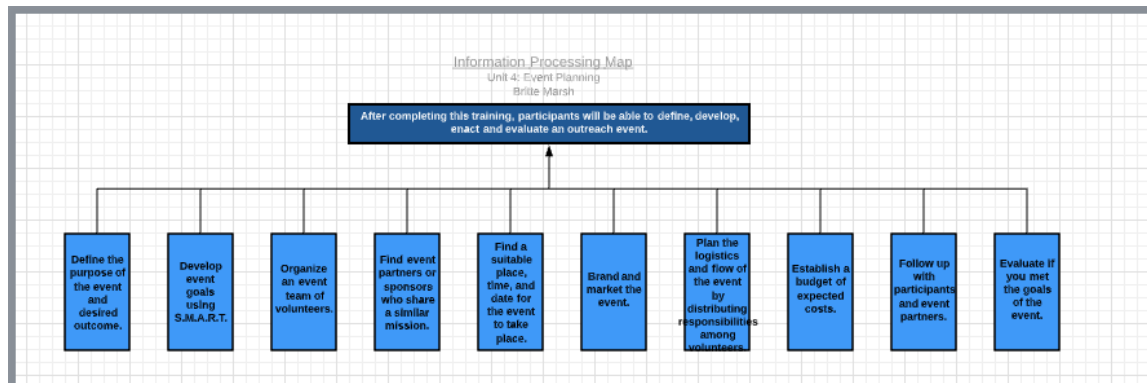 Information Processing Map
Unit 4: Event Planning
Britte Marsh
After completing this training, participants will be able to define, develop,
enact and evaluate an outreach event.
Define the
purpose of
the event
and
desired
outcome.
Develop
event
goals
using
S.M.A.R.T.
Organize
an event
team of
volunteers.
Find event
partners or
sponsors
who share
a similar
mission.
Find a
suitable
place,
time, and
date for
the event
to take
place.
Brand and
market the
event.
Plan the
logistics
and flow of
the event
by
distributing
responsibilities
among
volunteers.
Establish a
budget of
expected
costs.
Follow up
with
participants
and event
partners.
Evaluate if
you met
the goals
of the
event.